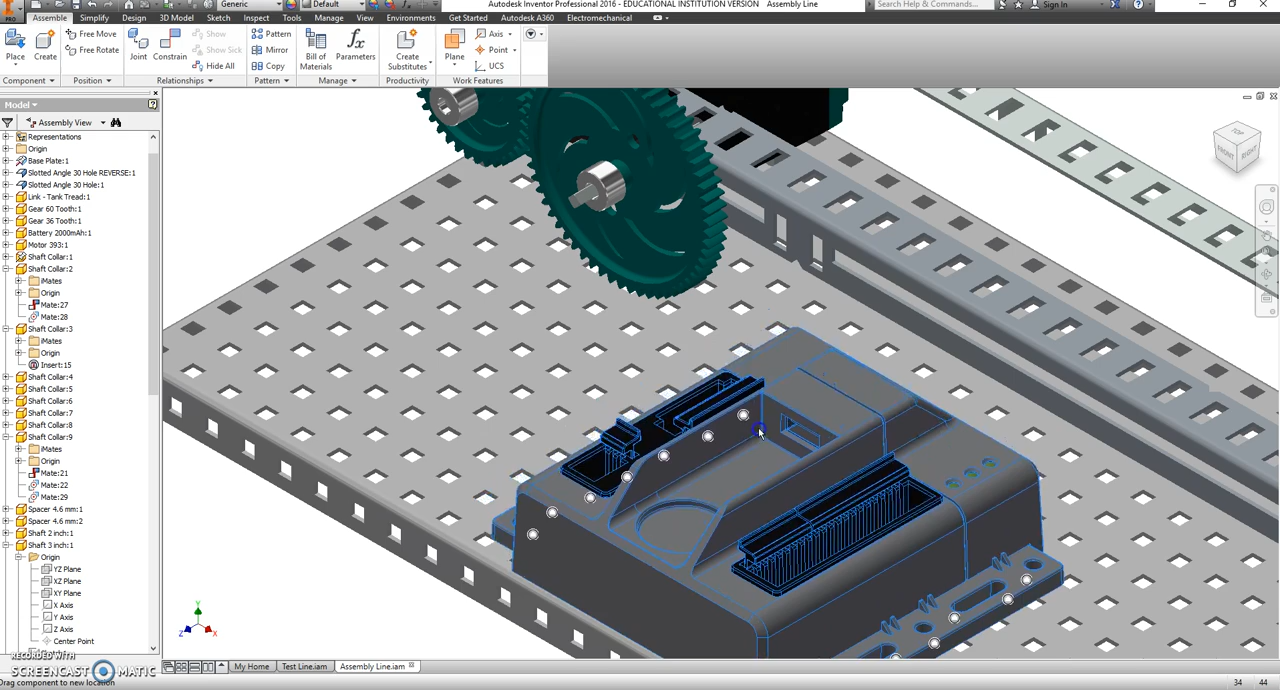 Generic
Default
Autodesk Inventor Professional 2016 - EDUCATIONAL INSTITUTION VERSION Assembly Line
Search Help & Commands...
Sign In
PRO
Assemble Simplify Design 3D Model Sketch Inspect Tools Manage View Environments Get Started Autodesk A360 Electromechanical
Place
Create
Free Move
Free Rotate
Joint
Constrain
Show
Show Sick
Hide All
Pattern
Mirror
Copy
Bill of Materials
Parameters
Create Substitutes
Plane
Axis
Point
UCS
Component
Position
Relationships
Pattern
Manage
Productivity
Work Features
Model
Assembly View
Representations
Origin
Base Plate:1
Slotted Angle 30 Hole REVERSE:1
Slotted Angle 30 Hole:1
Link - Tank Tread:1
Gear 60 Tooth:1
Gear 36 Tooth:1
Battery 2000mAh:1
Motor 393:1
Shaft Collar:1
Shaft Collar:2
iMates
Origin
Mate:27
Mate:28
Shaft Collar:3
iMates
Origin
Insert:15
Shaft Collar:4
Shaft Collar:5
Shaft Collar:6
Shaft Collar:7
Shaft Collar:8
Shaft Collar:9
iMates
Origin
Mate:21
Mate:22
Mate:29
Spacer 4.6 mm:1
Spacer 4.6 mm:2
Shaft 2 inch:1
Shaft 3 inch:1
Origin
YZ Plane
XZ Plane
XY Plane
X Axis
Y Axis
Z Axis
Center Point
TOP
FRONT
RIGHT
Y
Z
X
RECORDED WITH
SCREENCAST MATIC
My Home
Test Line.iam
Assembly Line.iam
Drag component to new location
34
44